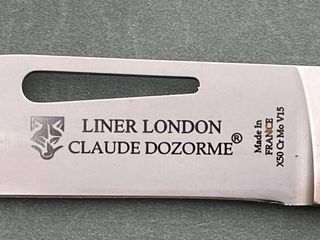 LINER LONDON
CLAUDE DOZORME®
Made In
FRANCE
X50 Cr Mo V15